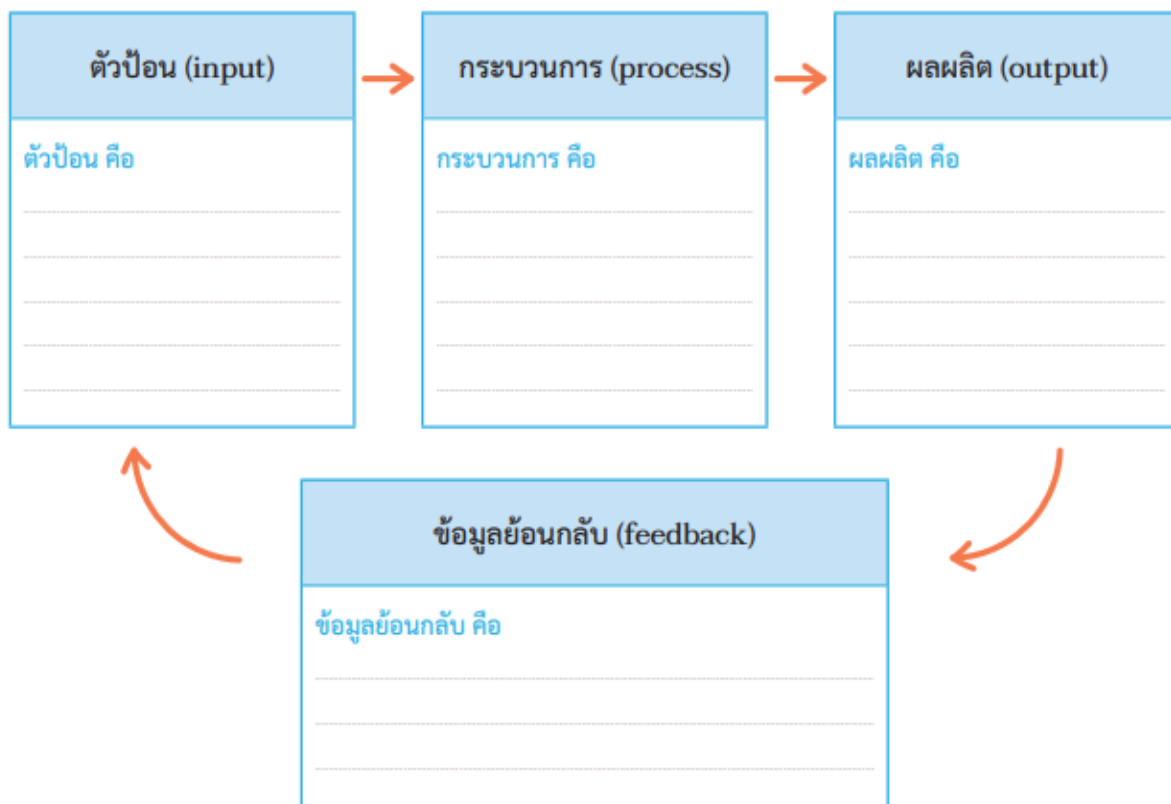 ตัวป้อน (input)
กระบวนการ (process)
ผลผลิต (output)
ตัวป้อน คือ
กระบวนการ คือ
ผลผลิต คือ
ข้อมูลย้อนกลับ (feedback)
ข้อมูลย้อนกลับ คือ